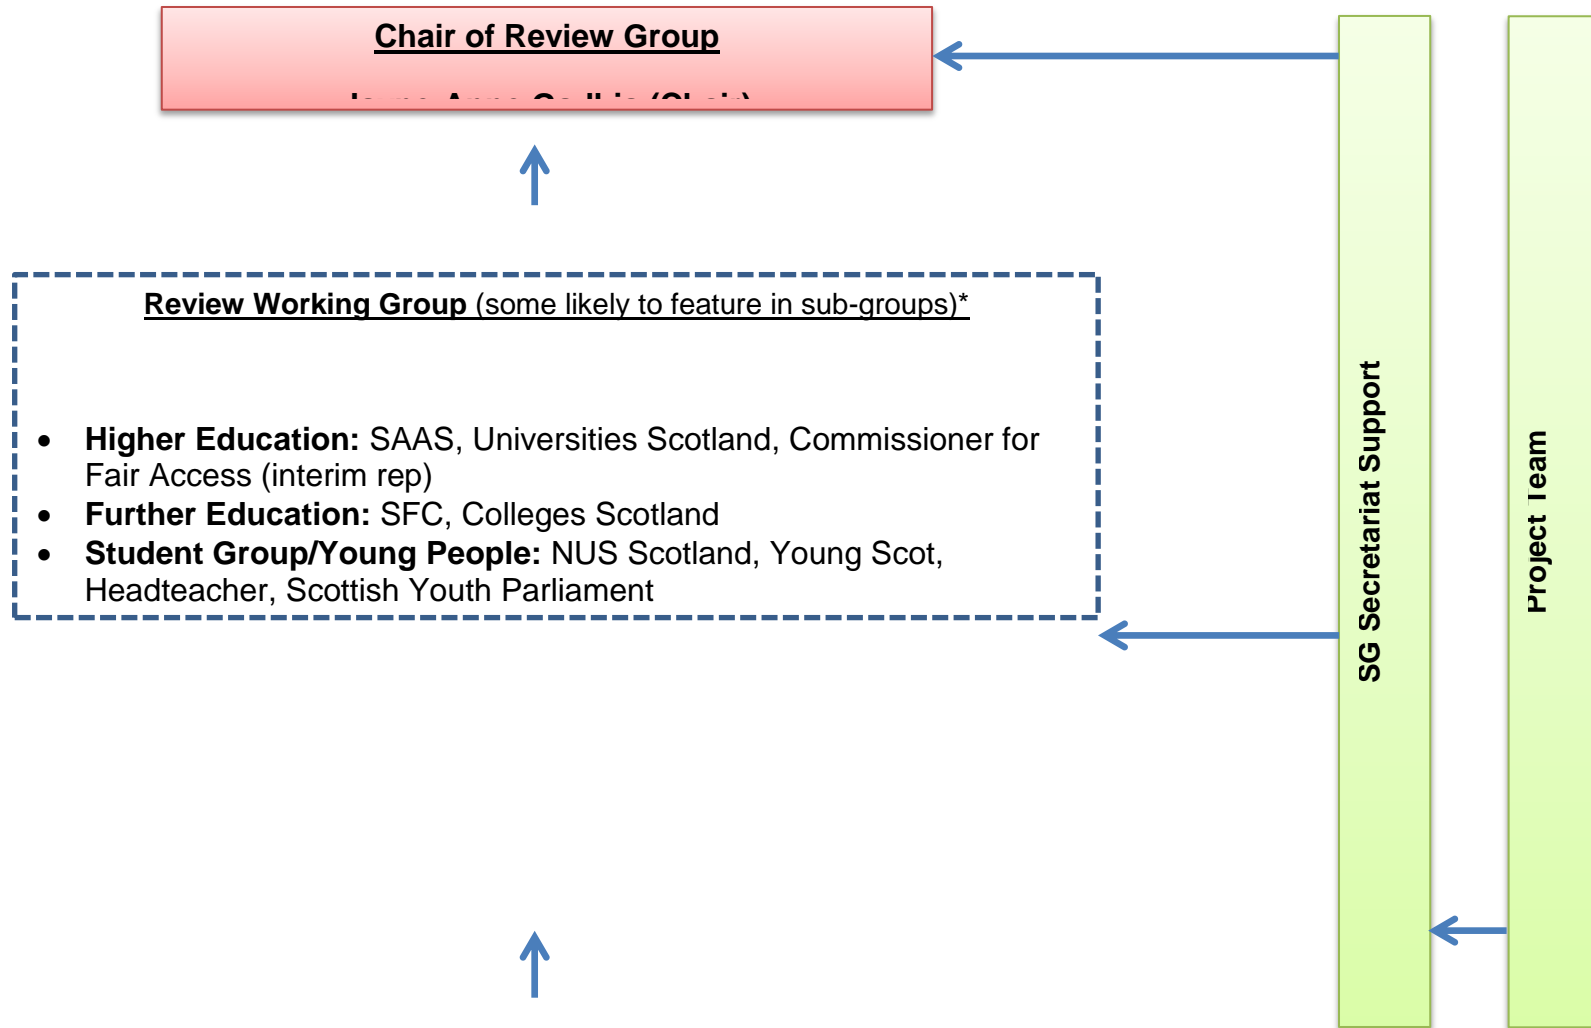 Chair of Review Group
(Chair)
Review Working Group (some likely to feature in sub-groups)*
• Higher Education: SAAS, Universities Scotland, Commissioner for
Fair Access (interim rep)
• Further Education: SFC, Colleges Scotland
• Student Group/Young People: NUS Scotland, Young Scot,
Headteacher, Scottish Youth Parliament
SG Secretariat Support
Project Team